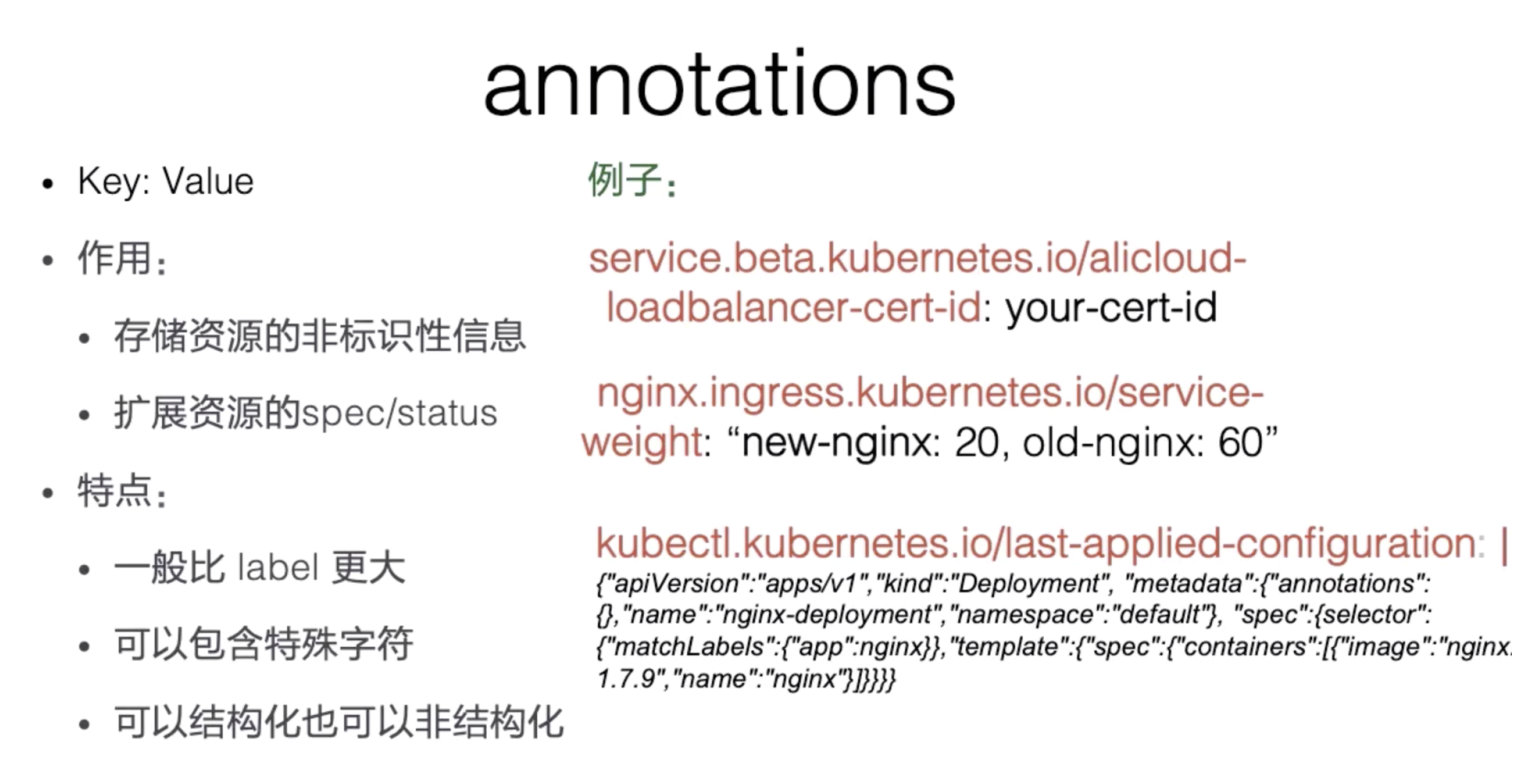 annotations
• Key: Value
• 作用：
• 存储资源的非标识性信息
• 扩展资源的spec/status
• 特点：
• 一般比 label 更大
• 可以包含特殊字符
• 可以结构化也可以非结构化
例子：
service.beta.kubernetes.io/alicloud-
loadbalancer-cert-id: your-cert-id
nginx.ingress.kubernetes.io/service-
weight: “new-nginx: 20, old-nginx: 60”
kubectl.kubernetes.io/last-applied-configuration: |
{"apiVersion":"apps/v1","kind":"Deployment", "metadata":{"annotations":
{},"name":"nginx-deployment","namespace":"default"}, "spec":{selector":
{"matchLabels":{"app":nginx}},"template":{"spec":{"containers":[{"image":"nginx:
1.7.9","name":"nginx"}]}}}}